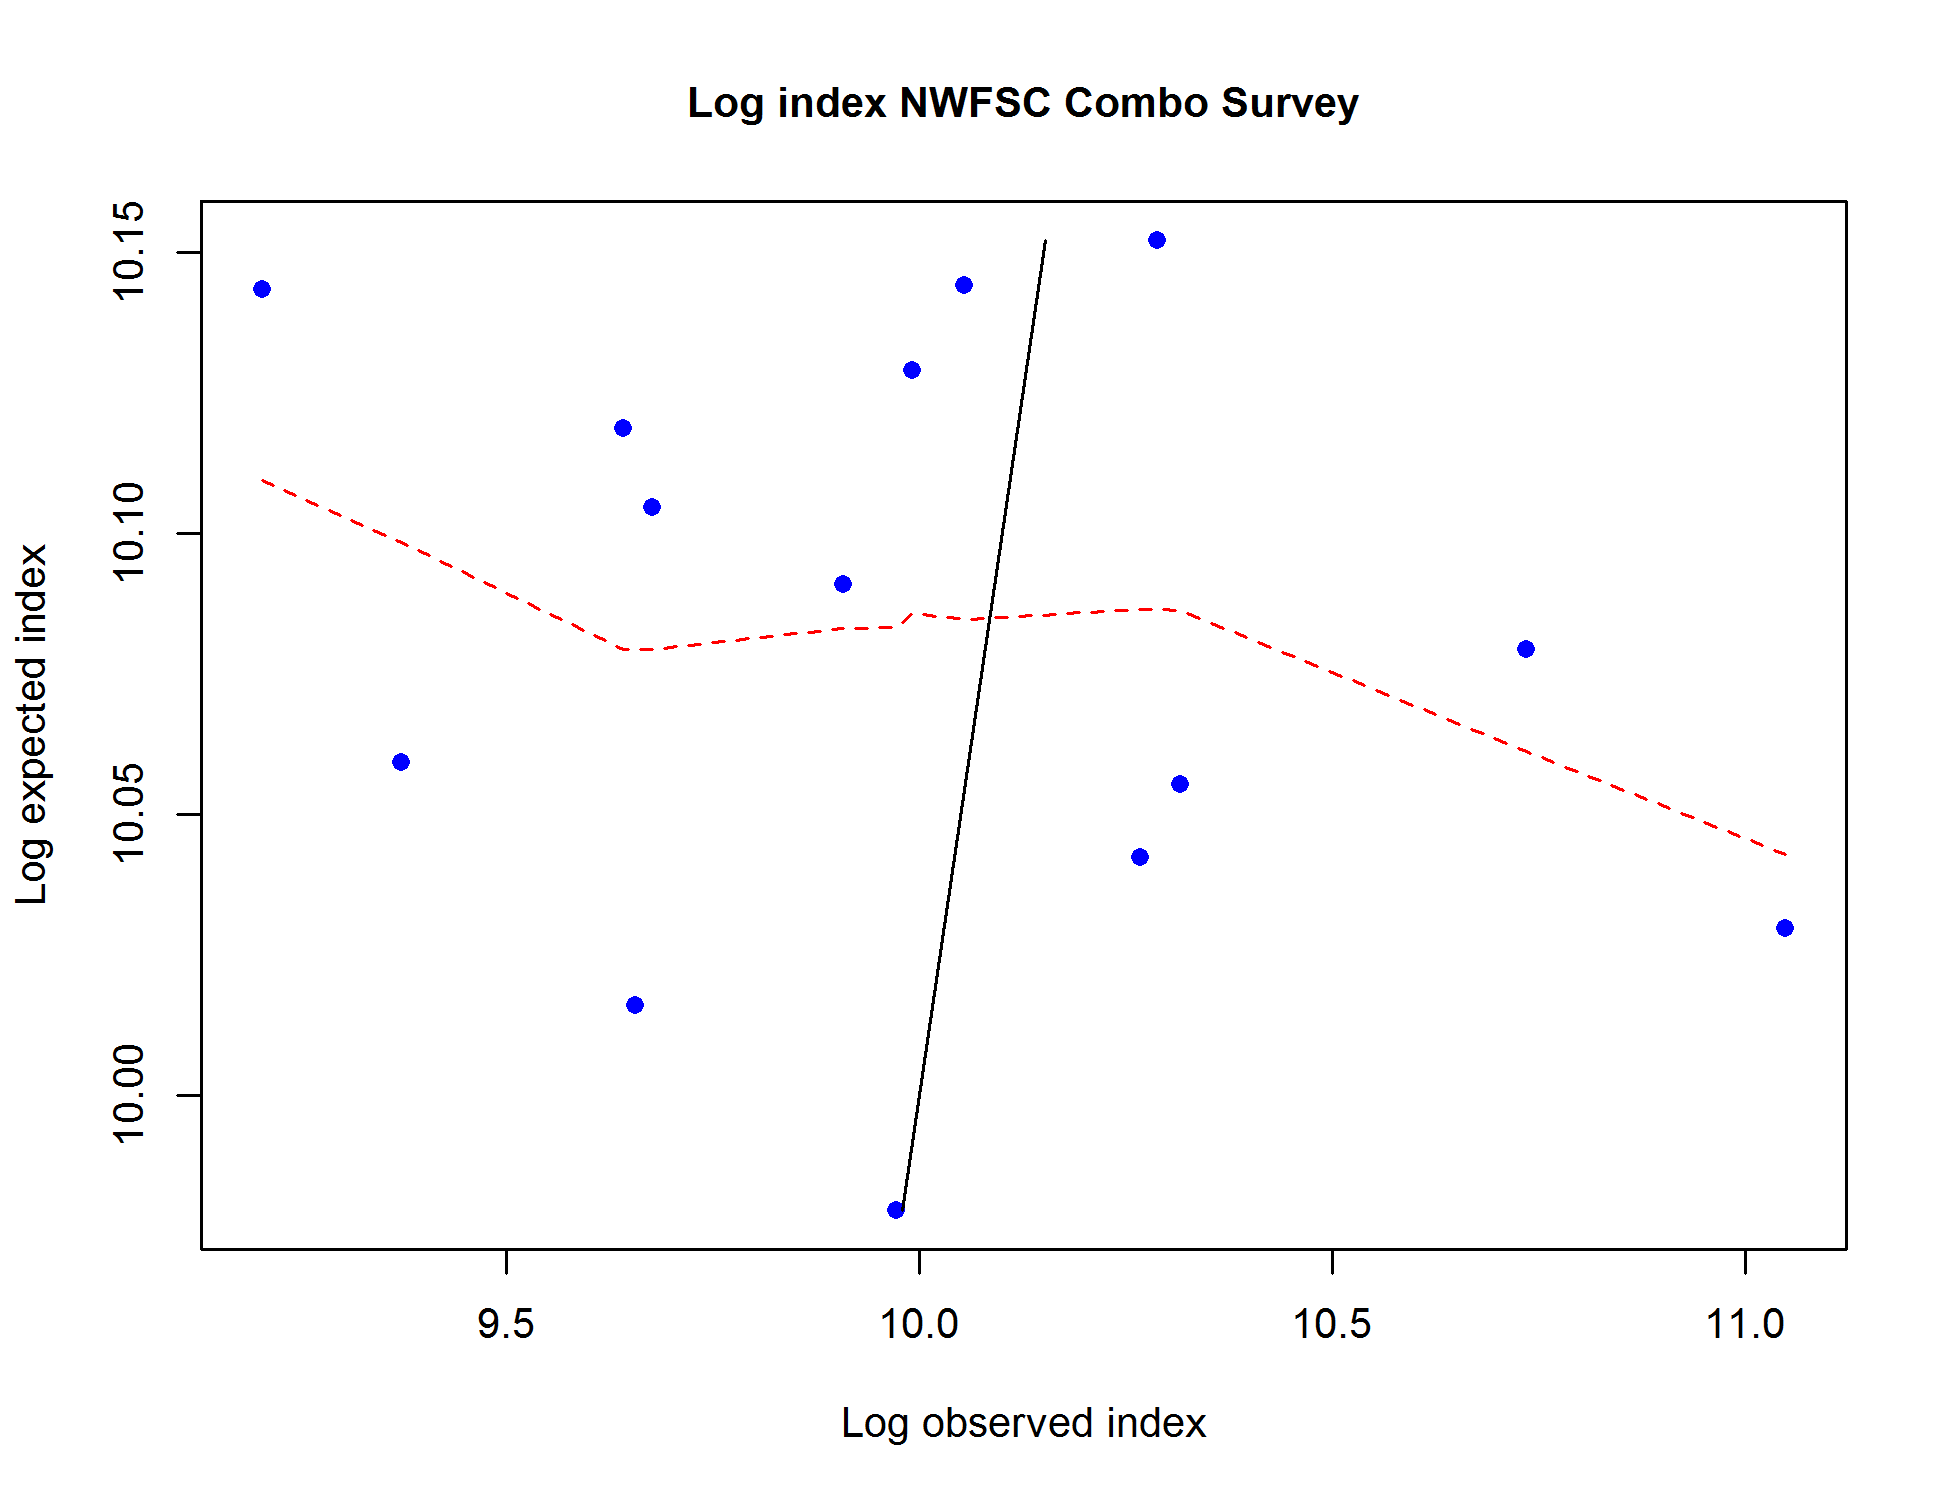 Log index NWFSC Combo Survey
Log expected index
10.15
10.10
10.05
10.00
9.5 10.0 10.5 11.0
Log observed index